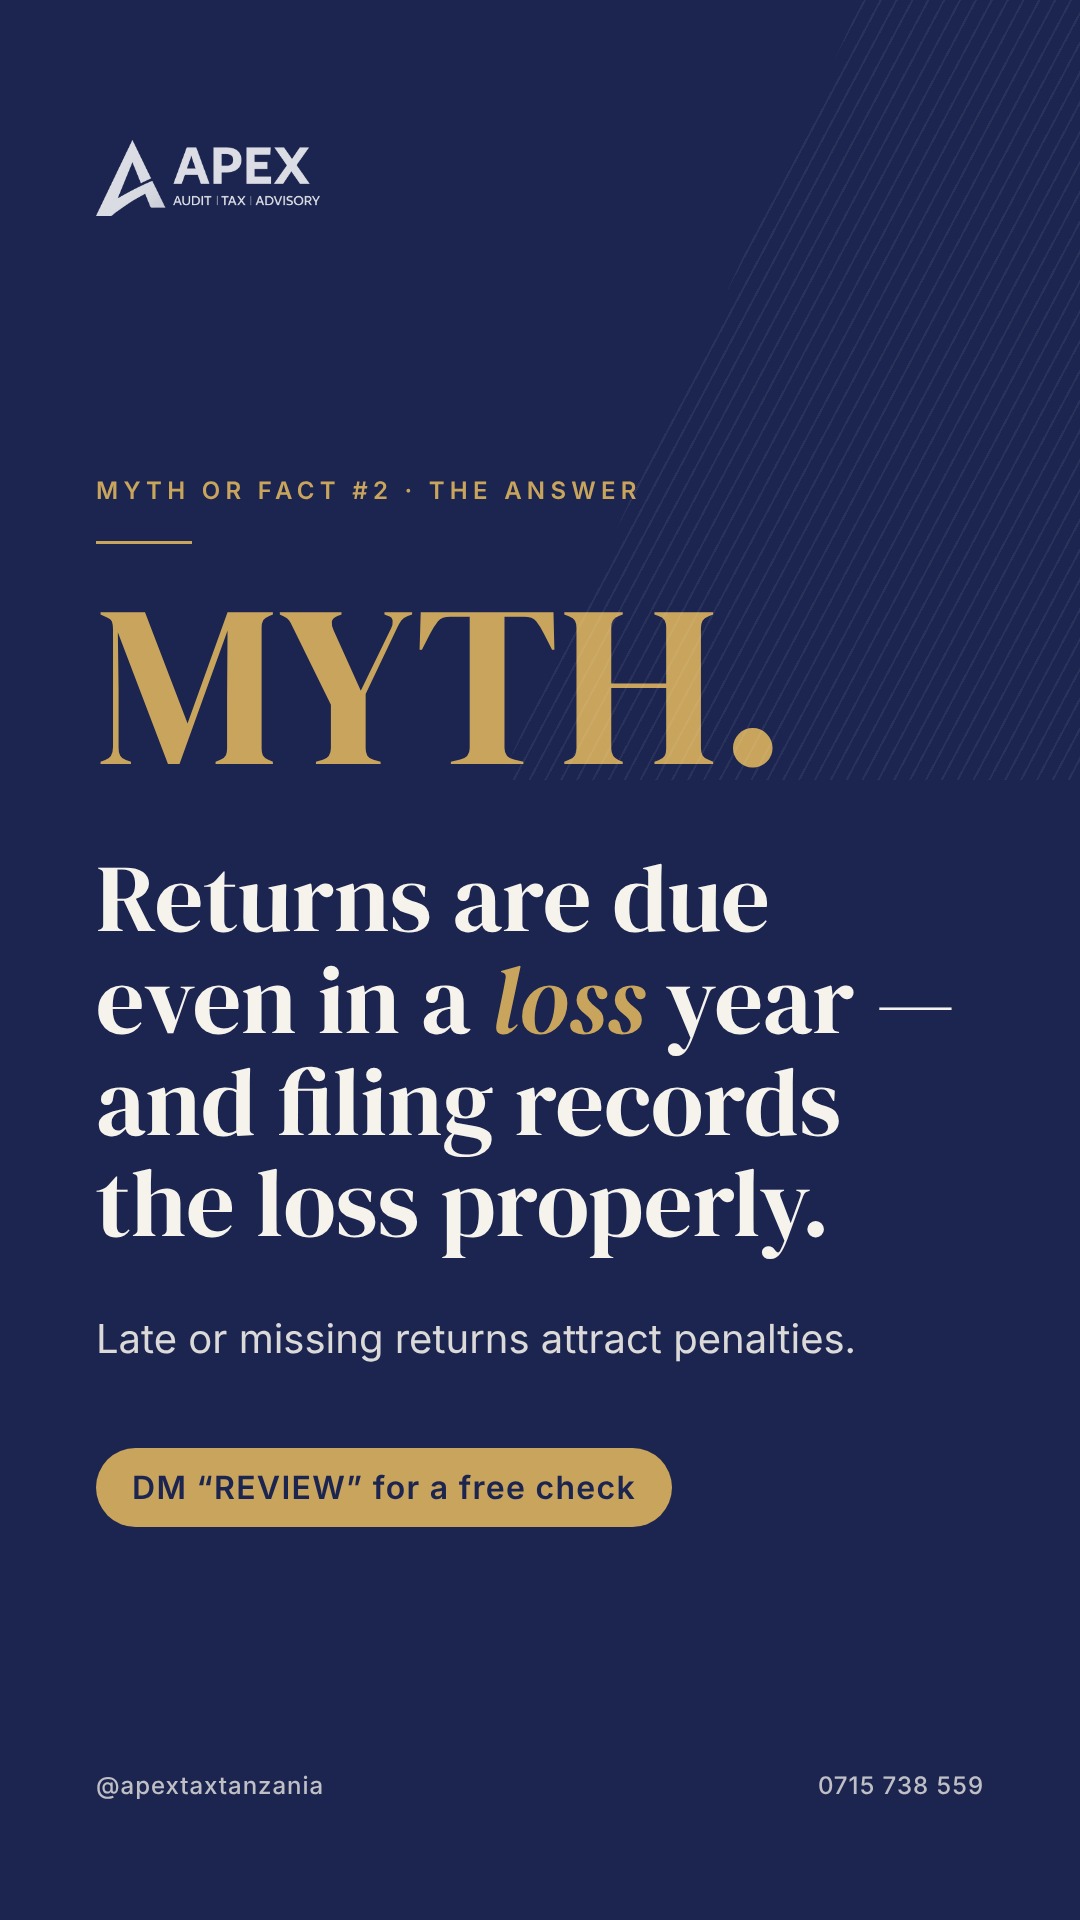 APEX
AUDIT | TAX | ADVISORY
MYTH OR FACT #2 · THE ANSWER
MYTH.
Returns are due
even in a loss year —
and filing records
the loss properly.
Late or missing returns attract penalties.
DM “REVIEW” for a free check
@apextaxtanzania
0715 738 559